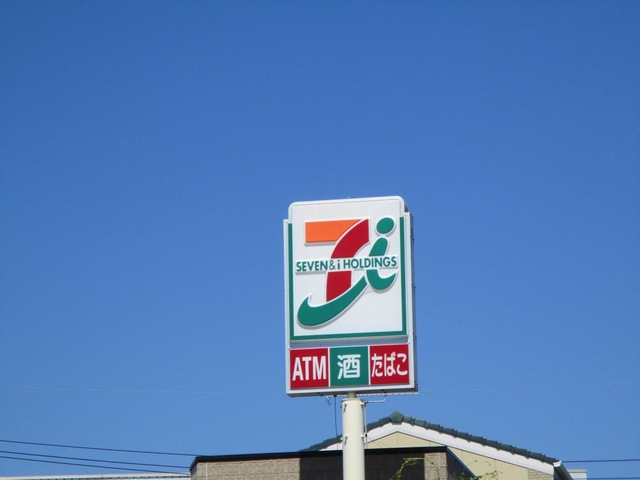 SEVEN&i HOLDINGS
ATM 酒 たばこ